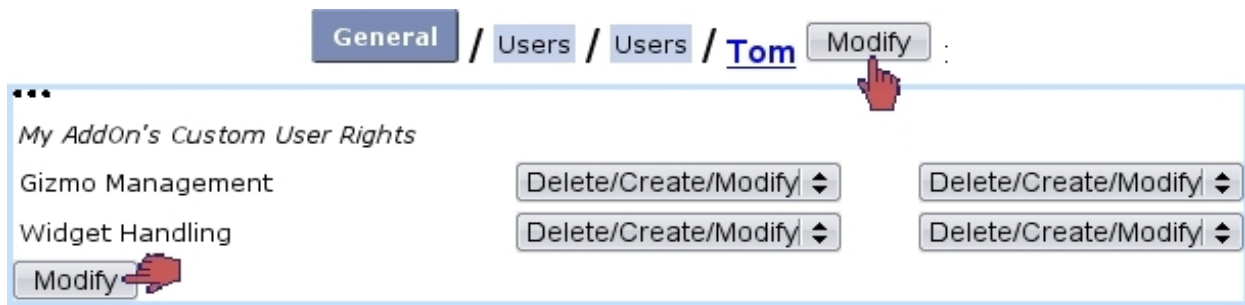 General / Users / Users / Tom Modify :
...
My AddOn's Custom User Rights
Gizmo Management Delete/Create/Modify Delete/Create/Modify
Widget Handling Delete/Create/Modify Delete/Create/Modify
Modify